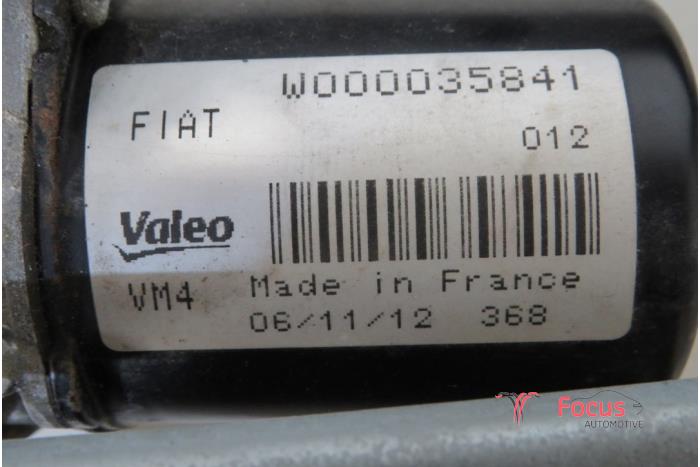 W000035841
FIAT
012
Valeo
VM4 Made in France
06/11/12 368
Focus
AUTOMOTIVE